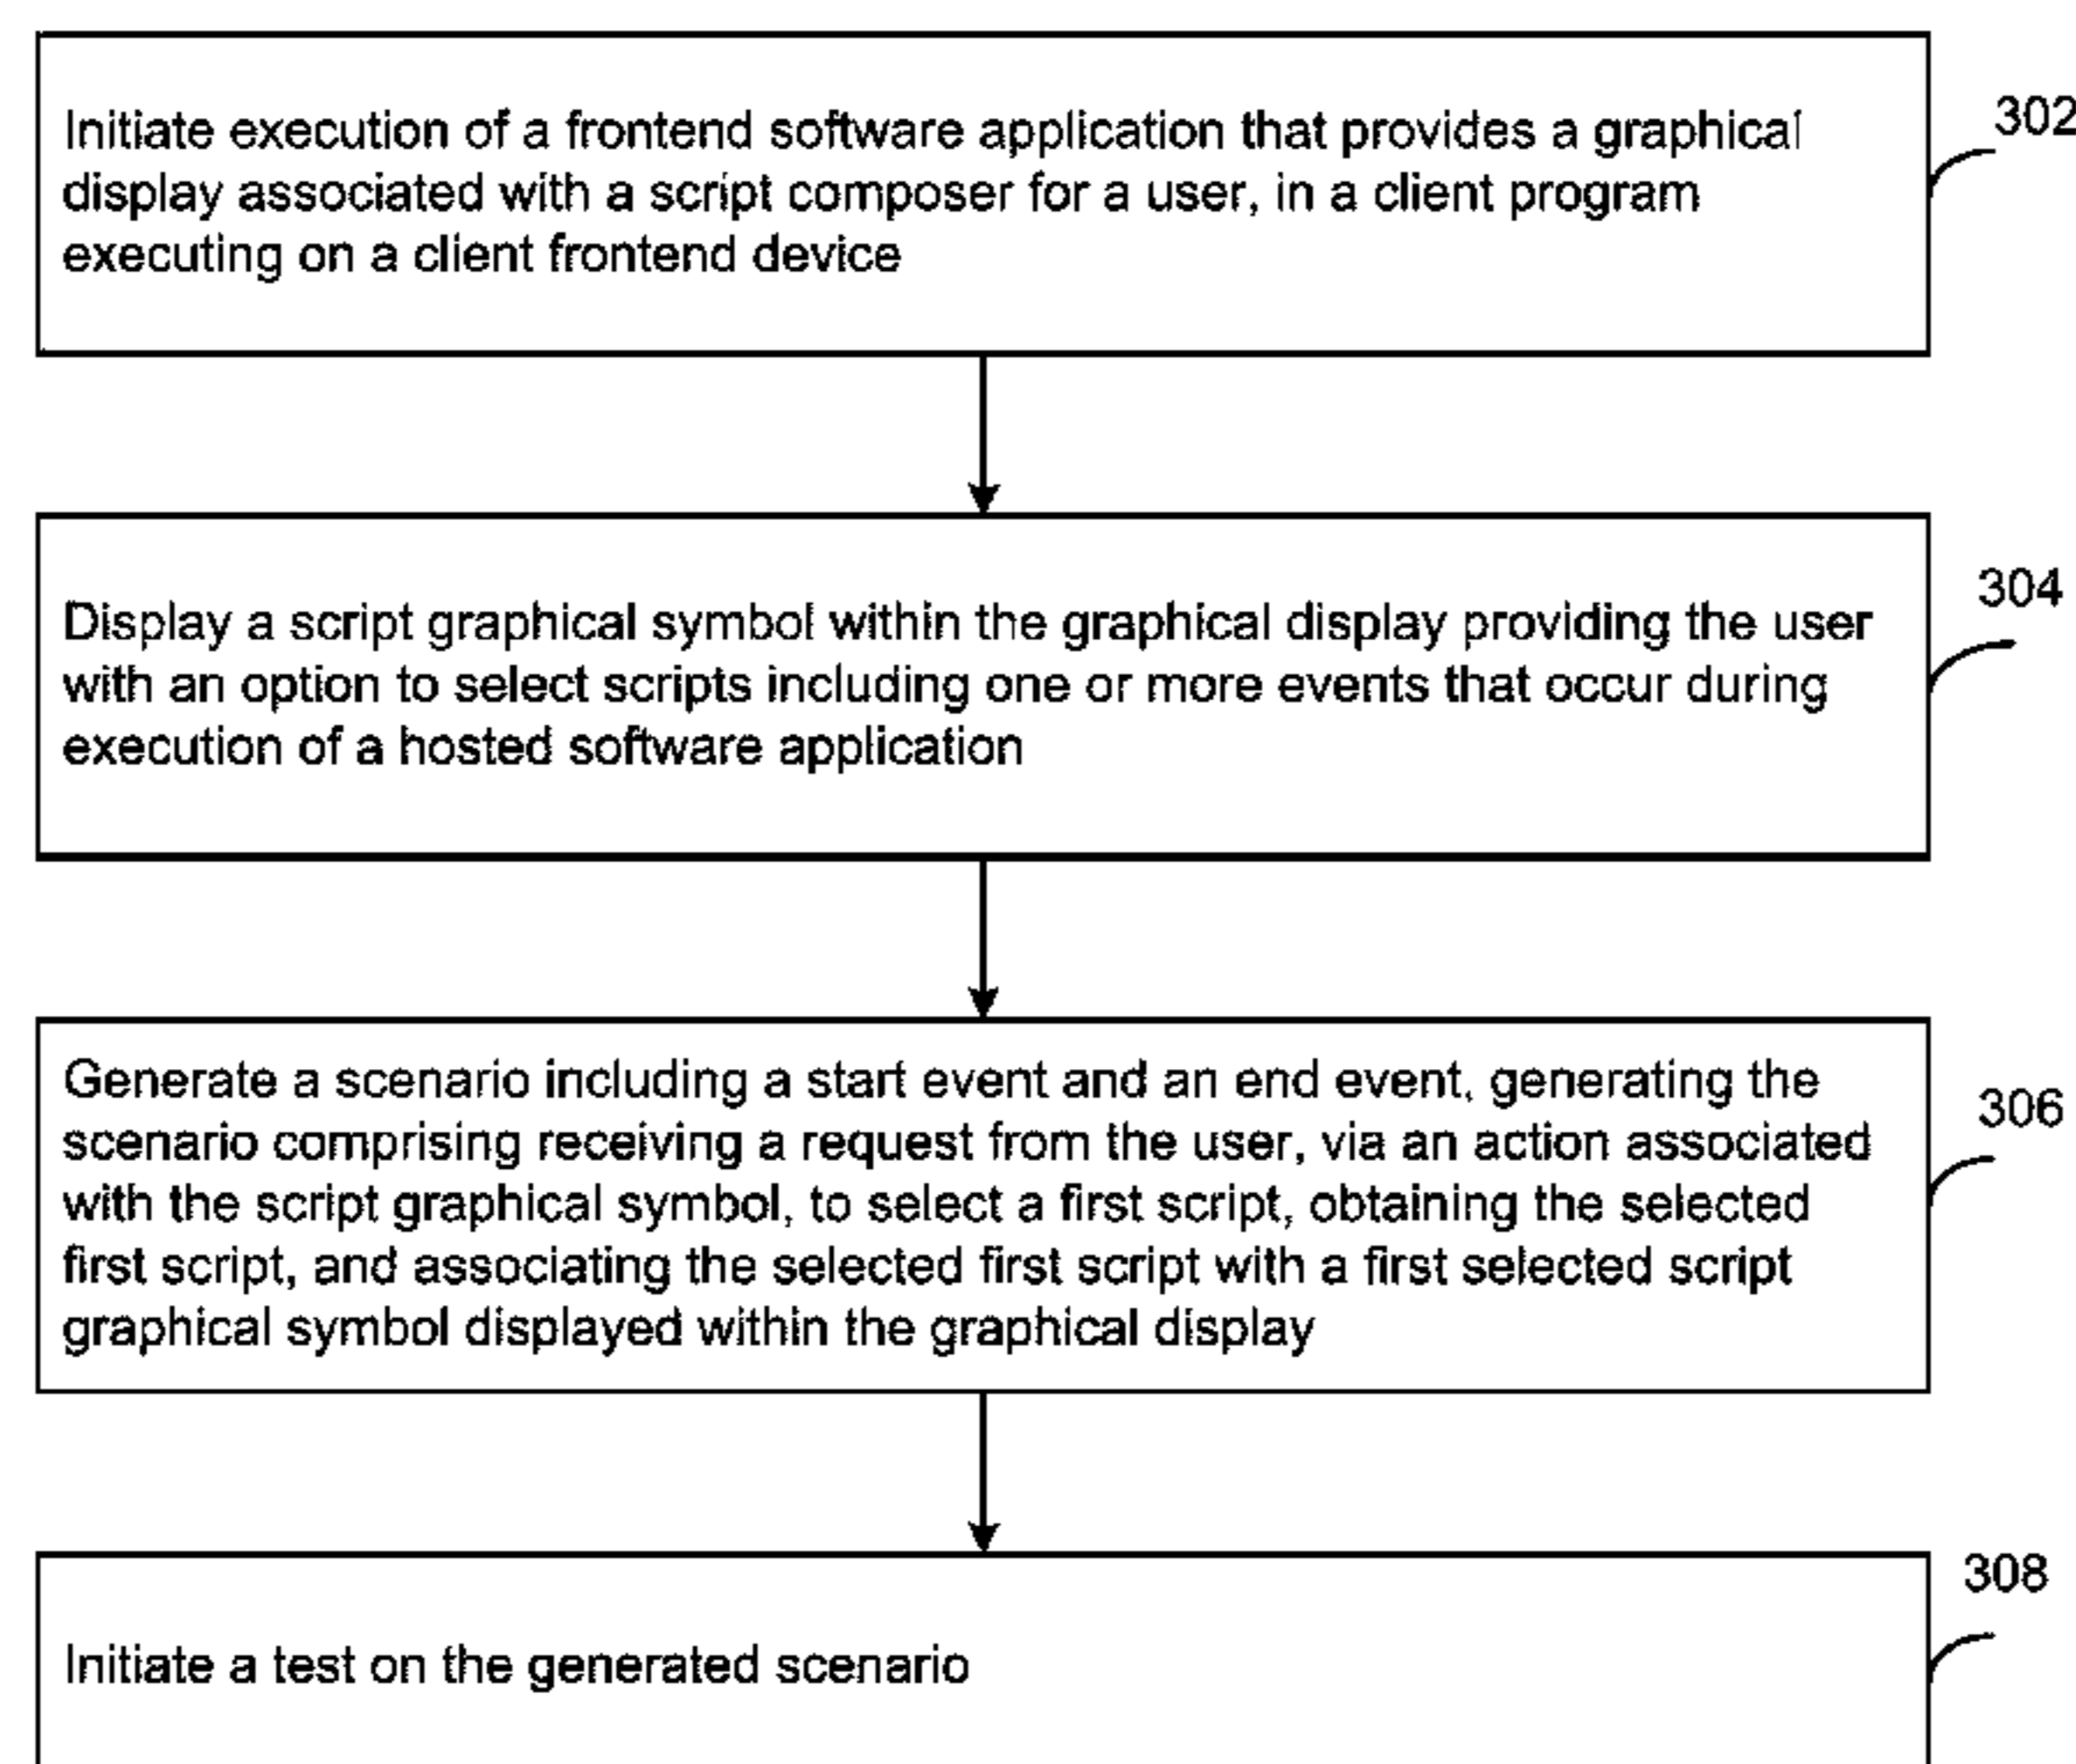 Initiate execution of a frontend software application that provides a graphical
display associated with a script composer for a user, in a client program
executing on a client frontend device
302
Display a script graphical symbol within the graphical display providing the user
with an option to select scripts including one or more events that occur during
execution of a hosted software application
304
Generate a scenario including a start event and an end event, generating the
scenario comprising receiving a request from the user, via an action associated
with the script graphical symbol, to select a first script, obtaining the selected
first script, and associating the selected first script with a first selected script
graphical symbol displayed within the graphical display
306
Initiate a test on the generated scenario
308